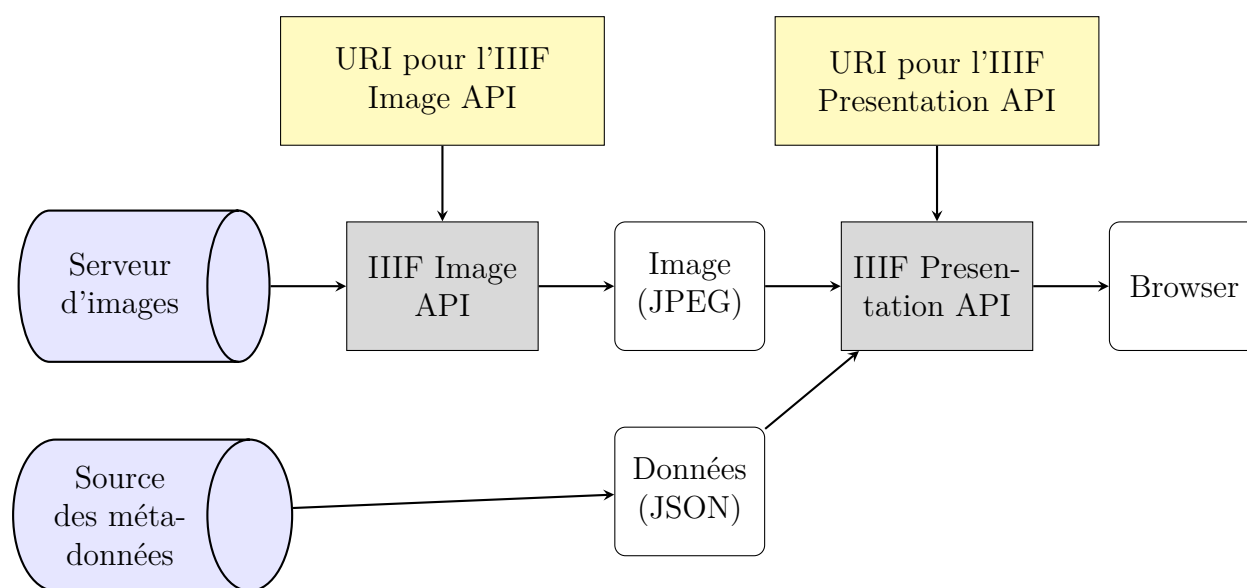 URI pour l'IIIF
Image API
URI pour l'IIIF
Presentation API
Serveur
d'images
IIIF Image
API
Image
(JPEG)
IIIF Presen-
tation API
Browser
Source
des méta-
données
Données
(JSON)